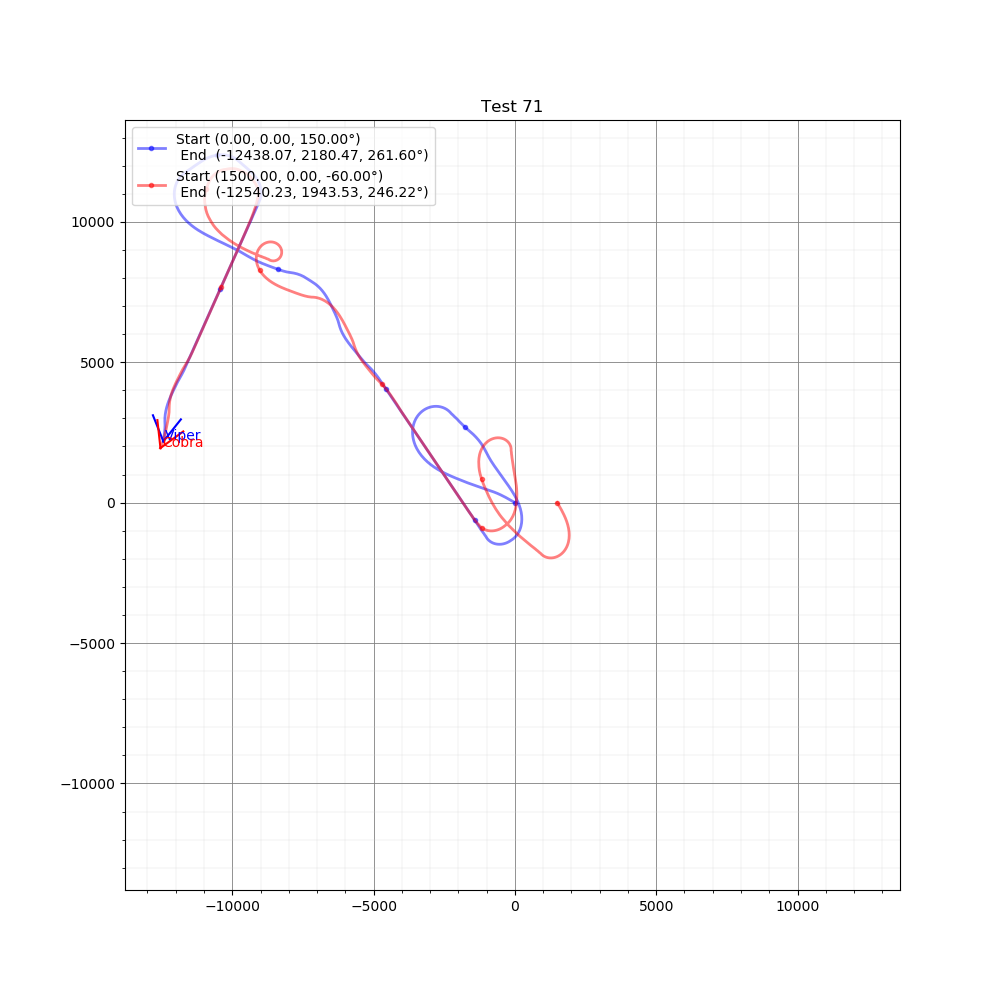 Test 71
Start (0.00, 0.00, 150.00°)
End (-12438.07, 2180.47, 261.60°)
Start (1500.00, 0.00, -60.00°)
End (-12540.23, 1943.53, 246.22°)
10000
5000
0
−5000
−10000
Viper
Cobra
−10000 −5000 0 5000 10000